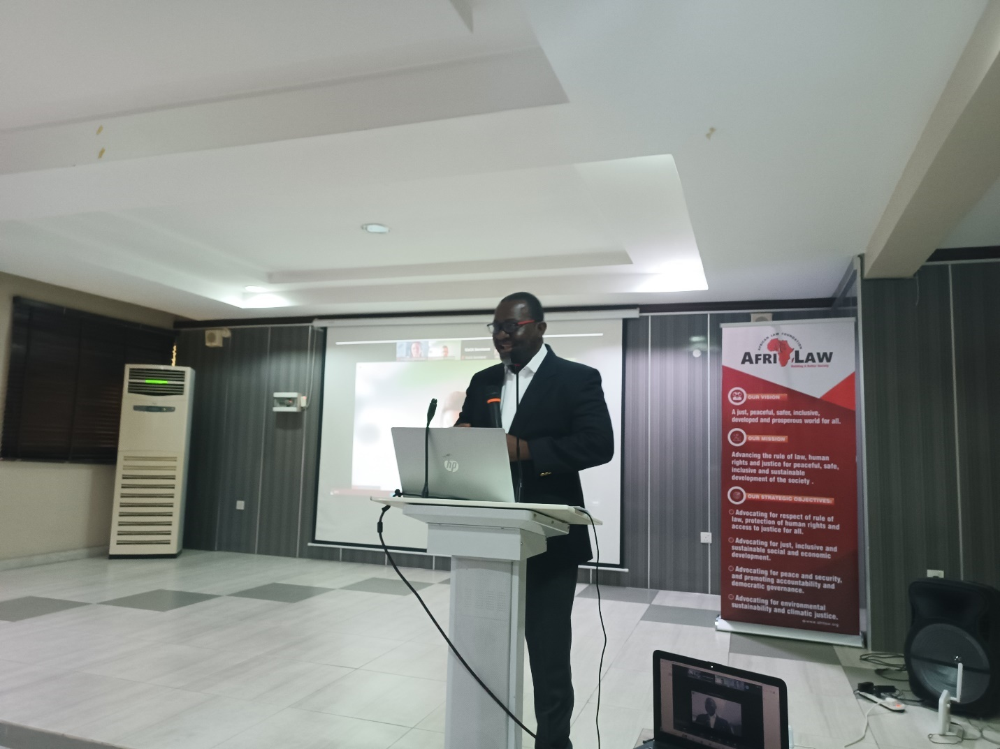 AFRICAN LAW FOUNDATION
AFRILAW
Building A Better Society
OUR VISION
A just, peaceful, safer, inclusive,
developed and prosperous world for all.
OUR MISSION
Advancing the rule of law, human
rights and justice for peaceful, safe,
inclusive and sustainable
development of the society .
OUR STRATEGIC OBJECTIVES:
Advocating for respect of rule of
law, protection of human rights and
access to justice for all.
Advocating for just, inclusive and
sustainable social and economic
development.
Advocating for peace and security,
and promoting accountability and
democratic governance.
Advocating for environmental
sustainability and climatic justice.
hp